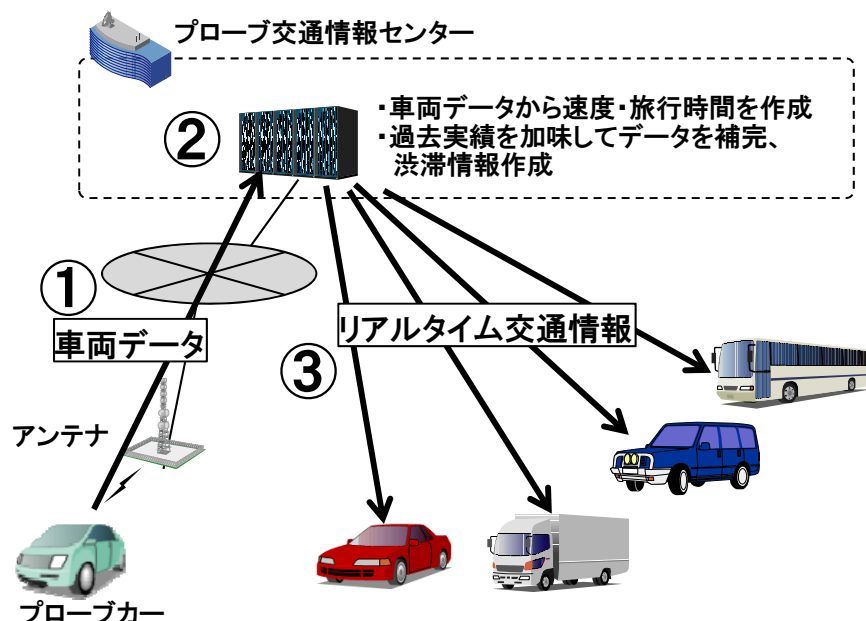 プローブ交通情報センター
②
・車両データから速度・旅行時間を作成
・過去実績を加味してデータを補完、
渋滞情報作成
①
車両データ
リアルタイム交通情報
③
アンテナ
プローブカー